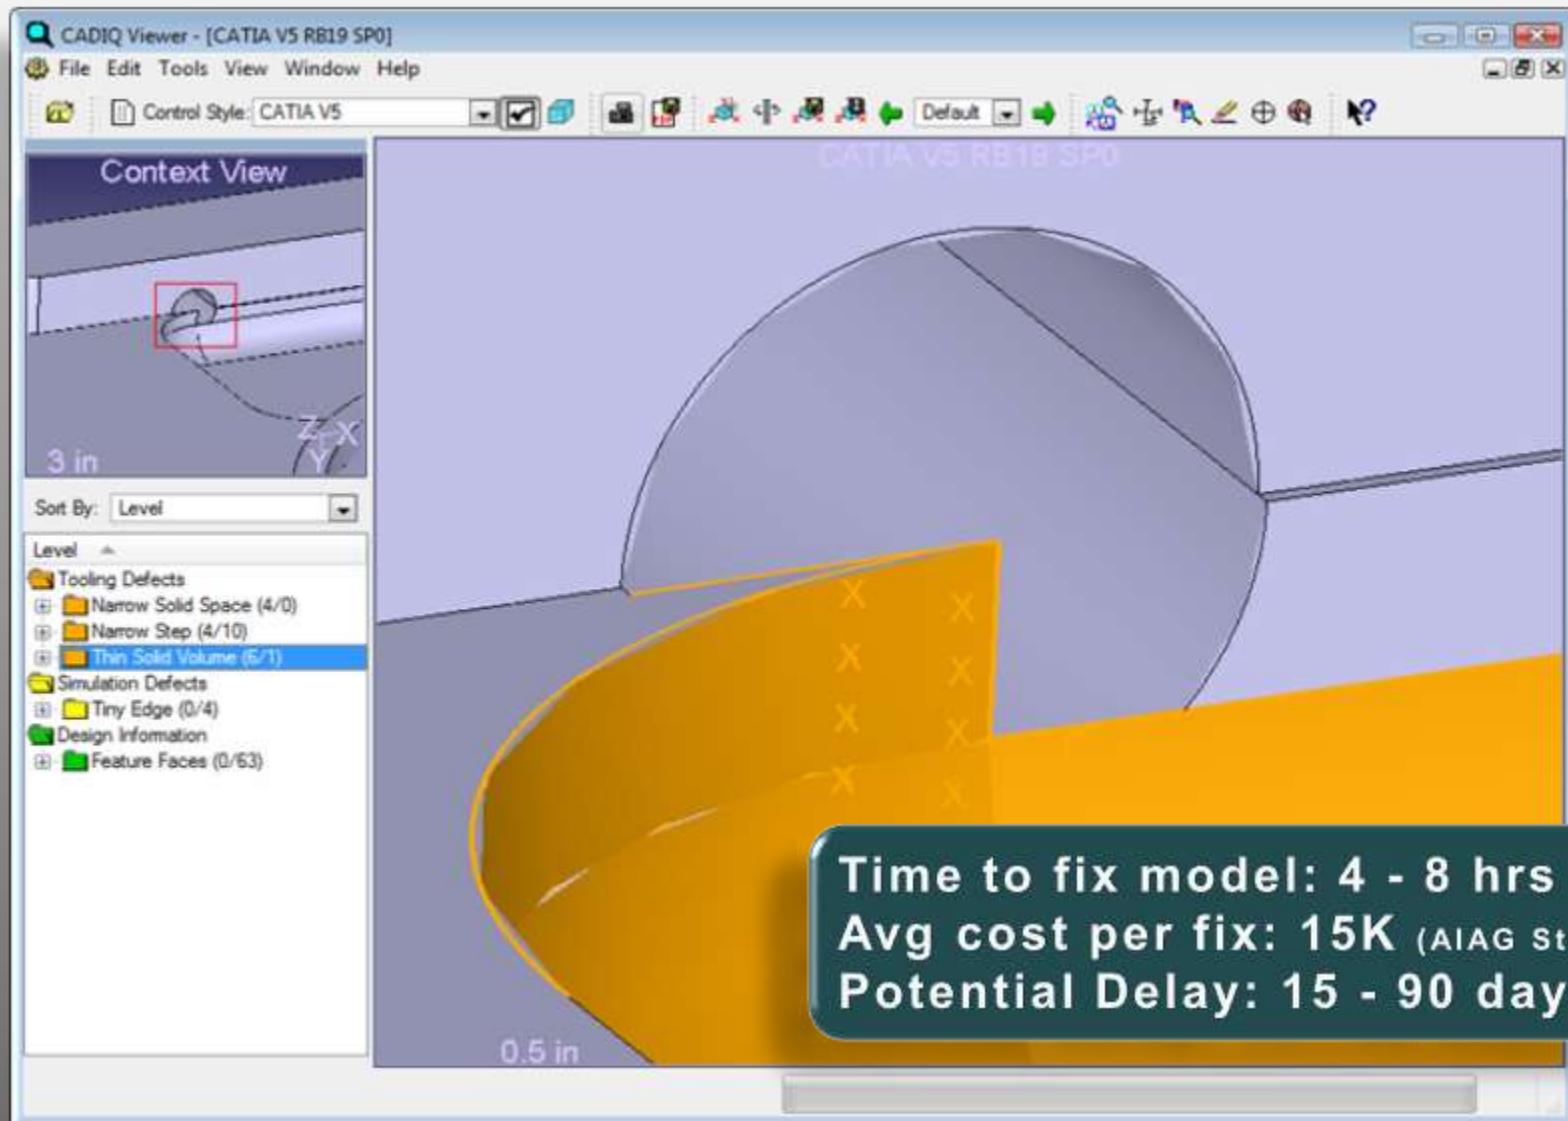 CADIQ Viewer - [CATIA V5 RB19 SP0]
File Edit Tools View Window Help
Control Style: CATIA V5
Default
CATIA V5 RB19 SP0
Context View
Z X
Y
3 in
Sort By: Level
Level
Tooling Defects
Narrow Solid Space (4/0)
Narrow Step (4/10)
Thin Solid Volume (6/1)
Simulation Defects
Tiny Edge (0/4)
Design Information
Feature Faces (0/63)
X X
X X
X X
X X
0.5 in
Time to fix model: 4 - 8 hrs
Avg cost per fix: 15K (AIAG St
Potential Delay: 15 - 90 day